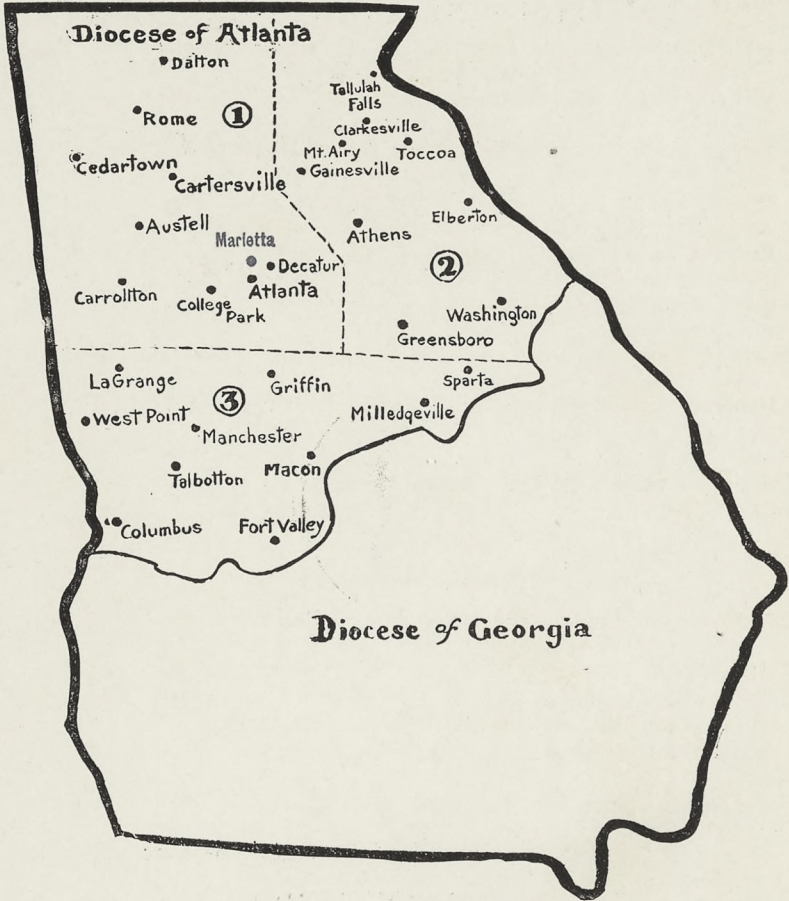 Diocese of Atlanta
Dalton
Rome
①
Cedartown
Cartersville
Austell
Marietta
Decatur
Atlanta
Carrollton
College
Park
Tallulah
Falls
Clarkesville
Mt. Airy
Toccoa
Gainesville
Elberton
Athens
②
Washington
Greensboro
LaGrange
③
Griffin
Sparta
West Point
Milledgeville
Manchester
Talbotton
Macon
Columbus
Fort Valley
Diocese of Georgia